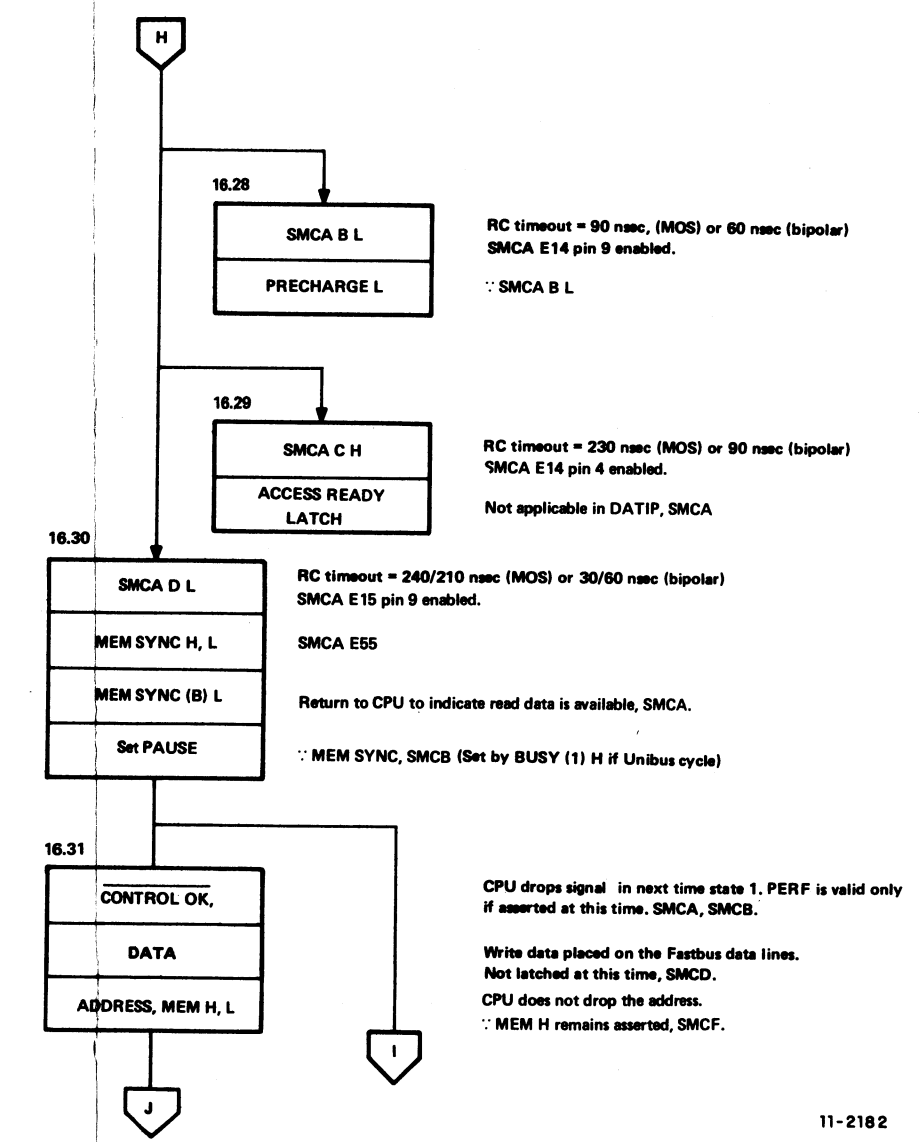 H
16.28
SMCA B L
RC timeout = 90 nsec, (MOS) or 60 nsec (bipolar)
SMCA E14 pin 9 enabled.
PRECHARGE L
∵ SMCA B L
16.29
SMCA C H
RC timeout = 230 nsec (MOS) or 90 nsec (bipolar)
SMCA E14 pin 4 enabled.
ACCESS READY
LATCH
Not applicable in DATIP, SMCA
16.30
SMCA D L
RC timeout = 240/210 nsec (MOS) or 30/60 nsec (bipolar)
SMCA E15 pin 9 enabled.
MEM SYNC H, L
SMCA E55
MEM SYNC (B) L
Return to CPU to indicate read data is available, SMCA.
Set PAUSE
∵ MEM SYNC, SMCB (Set by BUSY (1) H if Unibus cycle)
16.31
CONTROL OK,
CPU drops signal in next time state 1. PERF is valid only
if asserted at this time. SMCA, SMCB.
DATA
Write data placed on the Fastbus data lines.
Not latched at this time, SMCD.
ADDRESS, MEM H, L
CPU does not drop the address.
∵ MEM H remains asserted, SMCF.
I
J
11-2182